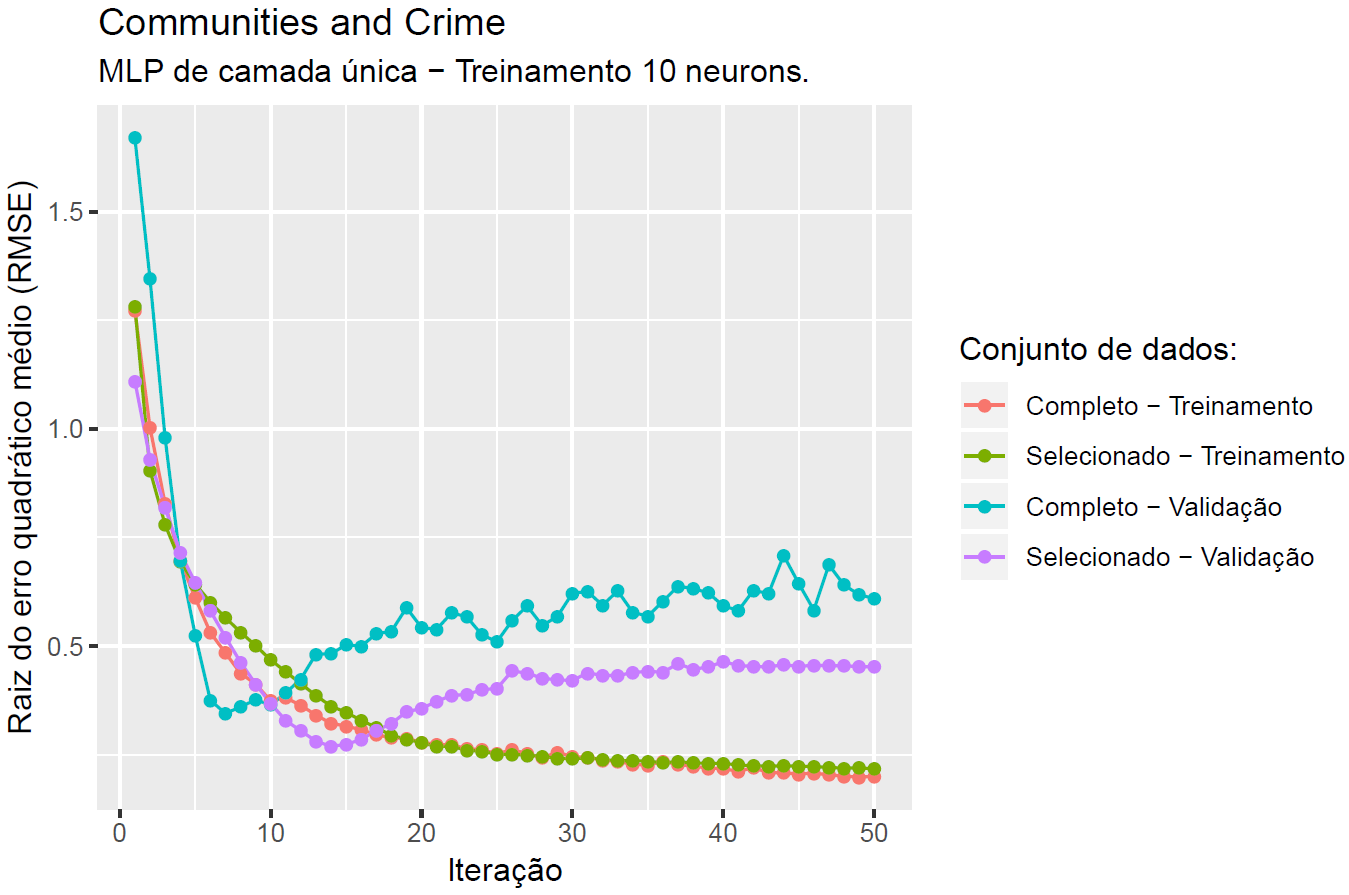 Communities and Crime
MLP de camada única − Treinamento 10 neurons.
Raiz do erro quadrático médio (RMSE)
1.5
1.0
0.5
0 10 20 30 40 50
Iteração
Conjunto de dados:
Completo − Treinamento
Selecionado − Treinamento
Completo − Validação
Selecionado − Validação